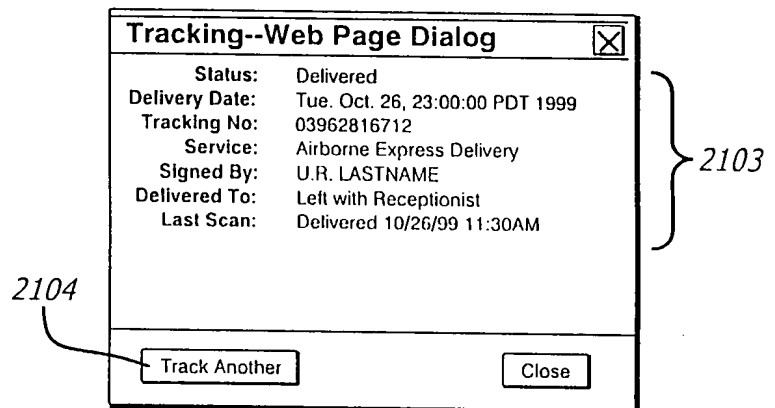 Tracking--Web Page Dialog
Status: Delivered
Delivery Date: Tue. Oct. 26, 23:00:00 PDT 1999
Tracking No: 03962816712
Service: Airborne Express Delivery
Signed By: U.R. LASTNAME
Delivered To: Left with Receptionist
Last Scan: Delivered 10/26/99 11:30AM
2103
2104
Track Another
Close